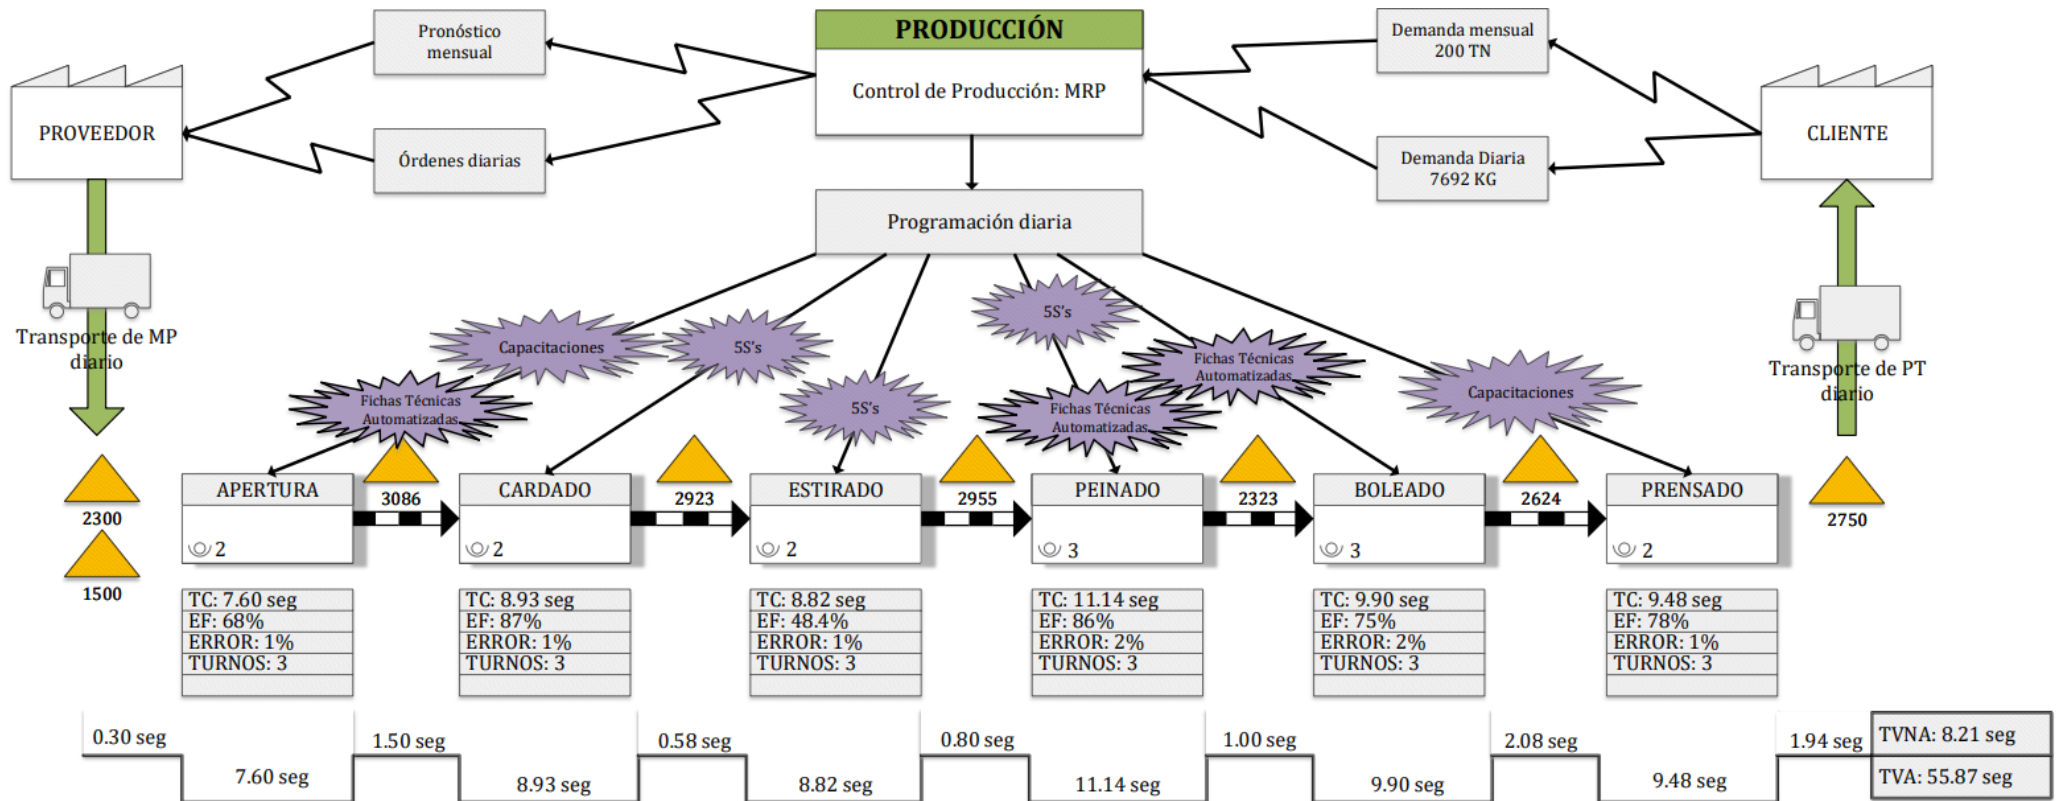 PRODUCCIÓN
Control de Producción: MRP
Pronóstico
mensual
Órdenes diarias
Demanda mensual
200 TN
Demanda Diaria
7692 KG
PROVEEDOR
CLIENTE
Programación diaria
Transporte de MP
diario
Transporte de PT
diario
Capacitaciones
5S's
5S's
5S's
Fichas Técnicas
Automatizadas
Fichas Técnicas
Automatizadas
Fichas Técnicas
Automatizadas
Capacitaciones
2300
1500
3086
2923
2955
2323
2624
2750
APERTURA
2
TC: 7.60 seg
EF: 68%
ERROR: 1%
TURNOS: 3
CARDADO
2
TC: 8.93 seg
EF: 87%
ERROR: 1%
TURNOS: 3
ESTIRADO
2
TC: 8.82 seg
EF: 48.4%
ERROR: 1%
TURNOS: 3
PEINADO
3
TC: 11.14 seg
EF: 86%
ERROR: 2%
TURNOS: 3
BOLEADO
3
TC: 9.90 seg
EF: 75%
ERROR: 2%
TURNOS: 3
PRENSADO
2
TC: 9.48 seg
EF: 78%
ERROR: 1%
TURNOS: 3
0.30 seg
7.60 seg
1.50 seg
8.93 seg
0.58 seg
8.82 seg
0.80 seg
11.14 seg
1.00 seg
9.90 seg
2.08 seg
9.48 seg
1.94 seg
TVNA: 8.21 seg
TVA: 55.87 seg